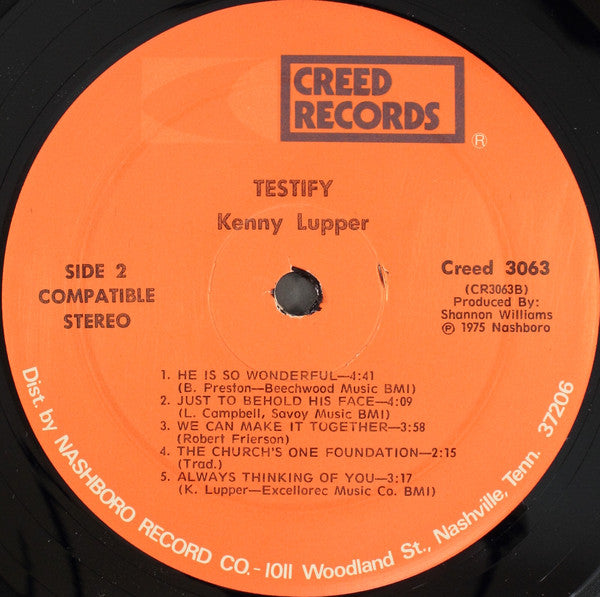 CREED
RECORDS
®
TESTIFY
Kenny Lupper
SIDE 2
COMPATIBLE
STEREO
Creed 3063
(CR3063B)
Produced By:
Shannon Williams
℗ 1975 Nashboro
1. HE IS SO WONDERFUL—4:41
(B. Preston—Beechwood Music BMI)
2. JUST TO BEHOLD HIS FACE—4:09
(L. Campbell, Savoy Music BMI)
3. WE CAN MAKE IT TOGETHER—3:58
(Robert Frierson)
4. THE CHURCH'S ONE FOUNDATION—2:15
(Trad.)
5. ALWAYS THINKING OF YOU—3:17
(K. Lupper—Excellorec Music Co. BMI)
Dist. by NASHBORO RECORD CO.-1011 Woodland St., Nashville, Tenn. 37206